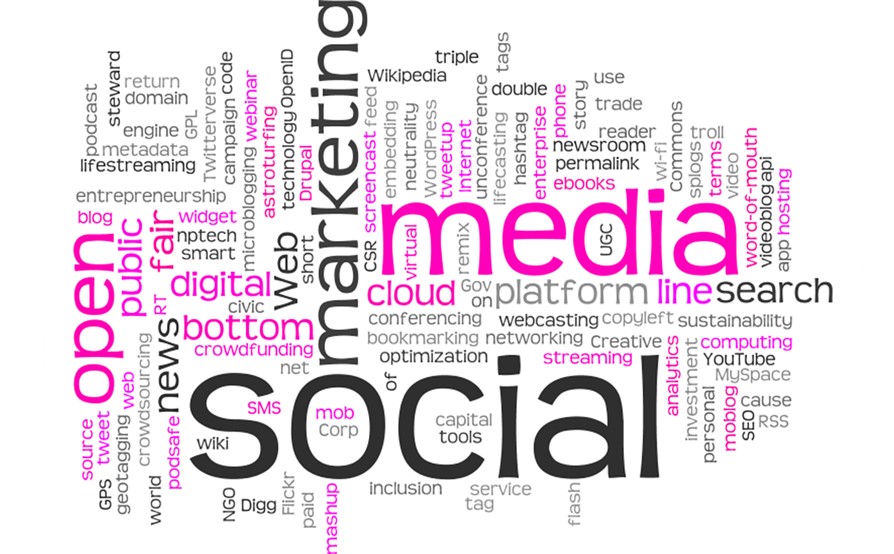 marketing
tags
triple
Wikipedia
steward
return
domain
podcast
engine
GPL
metadata
lifestreaming
Twitterverse
code
campaign
webinar
OpenID
technology
astroturfing
Drupal
microblogging
feed
screencast
embedding
neutrality
WordPress
tweetup
Internet
unconference
lifecasting
double
hashtag
enterprise
phone
story
use
trade
reader
newsroom
permalink
ebooks
wi-fi
Commons
splogs
troll
terms
video
word-of-mouth
videoblog
api
app
hosting
entrepreneurship
blog
public
fair
widget
nptech
smart
web
short
CSR
virtual
remix
media
UGC
open
RT
digital
civic
cloud
Gov
on
platform
line
search
bottom
crowdfunding
net
conferencing
webcasting
copyleft
sustainability
bookmarking
networking
Creative
computing
optimization
streaming
analytics
YouTube
MySpace
news
web
crowdsourcing
source
tweet
GPS
geotagging
world
podsafe
social
of
SMS
mob
Corp
wiki
capital
tools
investment
personal
moblog
SEO
cause
RSS
NGO
Digg
Flickr
paid
mashup
inclusion
service
tag
flash